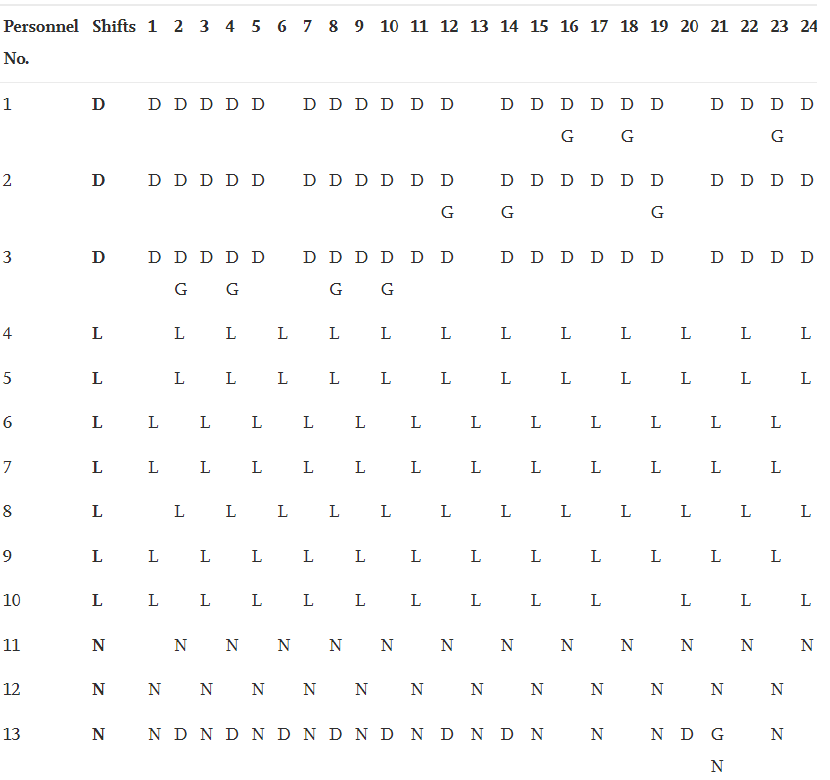 Personnel Shifts 1 2 3 4 5 6 7 8 9 10 11 12 13 14 15 16 17 18 19 20 21 22 23 24
No.
1 D D D D D D D D D D D D D D D D D D D D D D
G G G
2 D D D D D D D D D D D D D D D D D D D D D D
G G G
3 D D D D D D D D D D D D D D D D D D D D D D
G G G G
4 L L L L L L L L L L L L L
5 L L L L L L L L L L L L L
6 L L L L L L L L L L L L L
7 L L L L L L L L L L L L L
8 L L L L L L L L L L L L L
9 L L L L L L L L L L L L L
10 L L L L L L L L L L L L L
11 N N N N N N N N N N N N N
12 N N N N N N N N N N N N N
13 N N D N D N D N D N D N D N D N N N D G N
N